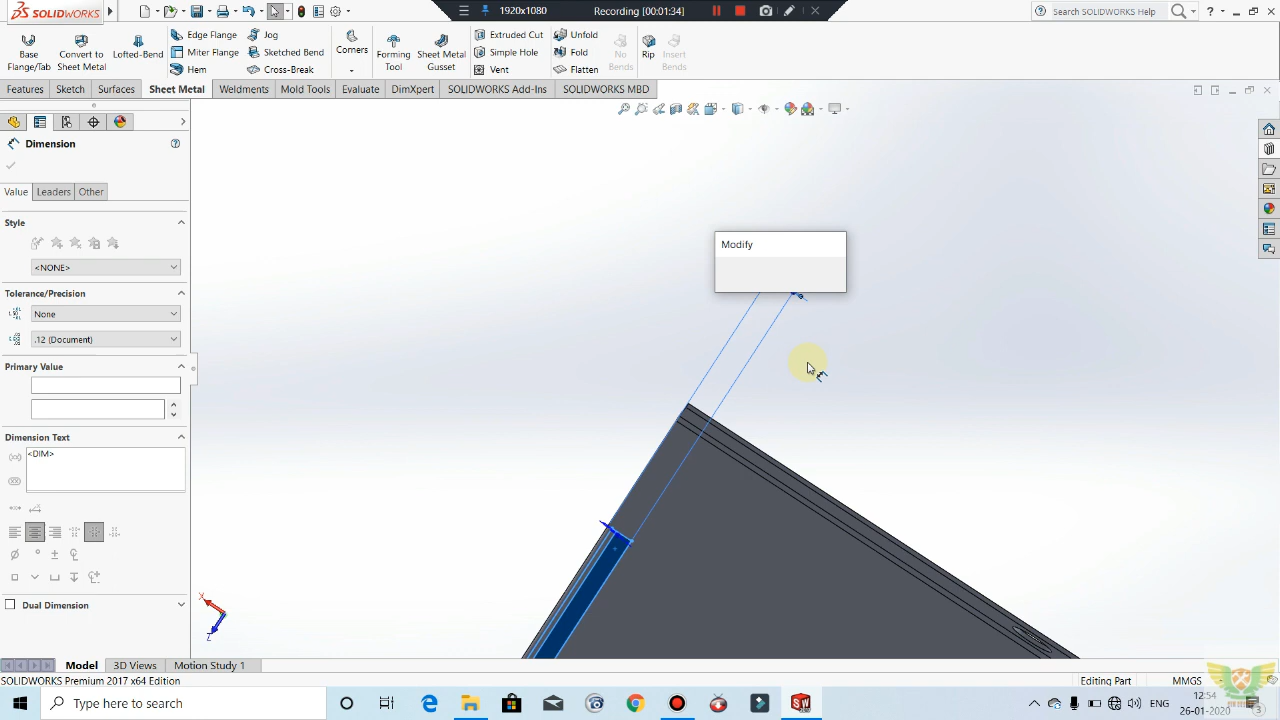 SOLIDWORKS
1920x1080
Recording [00:01:34]
Search SOLIDWORKS Help
Base Flange/Tab
Convert to Sheet Metal
Lofted-Bend
Edge Flange
Miter Flange
Hem
Jog
Sketched Bend
Cross-Break
Corners
Forming Tool
Sheet Metal Gusset
Extruded Cut
Simple Hole
Vent
Unfold
Fold
Flatten
No Bends
Rip
Insert Bends
Features
Sketch
Surfaces
Sheet Metal
Weldments
Mold Tools
Evaluate
DimXpert
SOLIDWORKS Add-Ins
SOLIDWORKS MBD
Dimension
Value
Leaders
Other
Style
<NONE>
Tolerance/Precision
None
.12 (Document)
Primary Value
Dimension Text
<DIM>
Dual Dimension
Modify
X
Z
Model
3D Views
Motion Study 1
SOLIDWORKS Premium 2017 x64 Edition
Editing Part
MMGS
Type here to search
ENG
12:54
26-01-2020
3